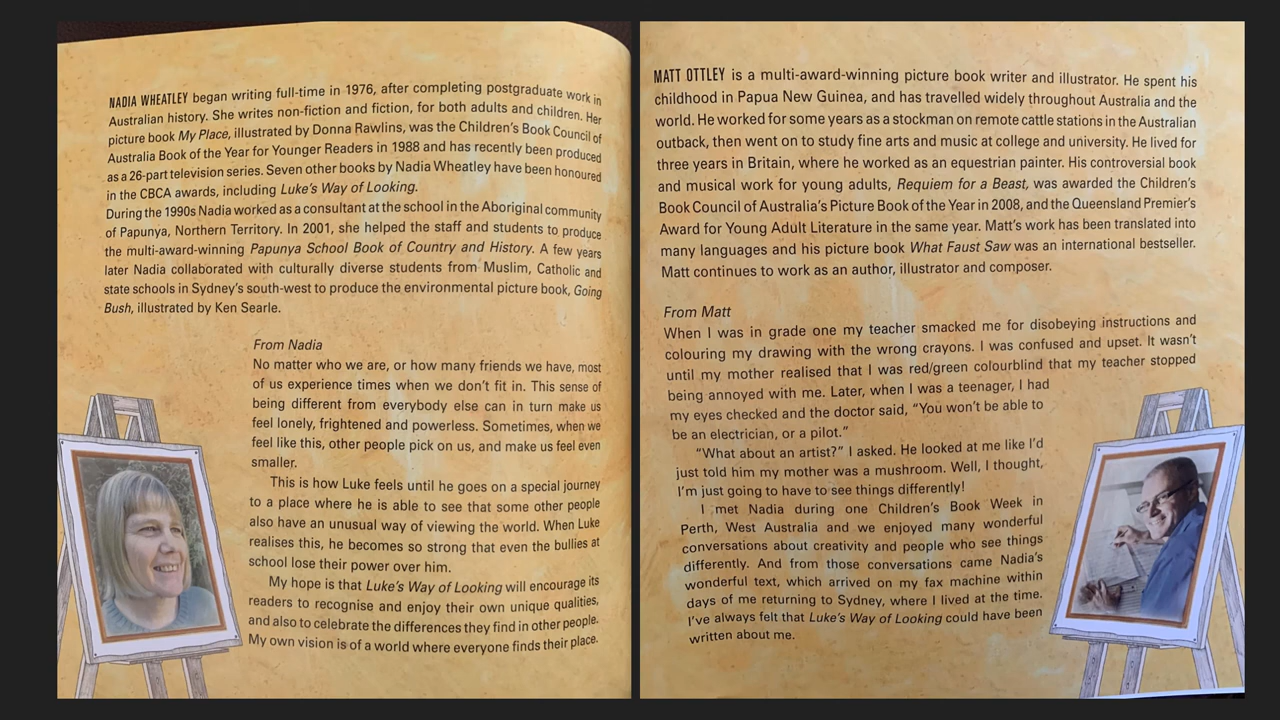 NADIA WHEATLEY began writing full-time in 1976, after completing postgraduate work in
Australian history. She writes non-fiction and fiction, for both adults and children. Her
picture book My Place, illustrated by Donna Rawlins, was the Children's Book Council of
Australia Book of the Year for Younger Readers in 1988 and has recently been produced
as a 26-part television series. Seven other books by Nadia Wheatley have been honoured
in the CBCA awards, including Luke's Way of Looking.
During the 1990s Nadia worked as a consultant at the school in the Aboriginal community
of Papunya, Northern Territory. In 2001, she helped the staff and students to produce
the multi-award-winning Papunya School Book of Country and History. A few years
later Nadia collaborated with culturally diverse students from Muslim, Catholic and
state schools in Sydney's south-west to produce the environmental picture book, Going
Bush, illustrated by Ken Searle.
From Nadia
No matter who we are, or how many friends we have, most
of us experience times when we don't fit in. This sense of
being different from everybody else can in turn make us
feel lonely, frightened and powerless. Sometimes, when we
feel like this, other people pick on us, and make us feel even
smaller.
This is how Luke feels until he goes on a special journey
to a place where he is able to see that some other people
also have an unusual way of viewing the world. When Luke
realises this, he becomes so strong that even the bullies at
school lose their power over him.
My hope is that Luke's Way of Looking will encourage its
readers to recognise and enjoy their own unique qualities,
and also to celebrate the differences they find in other people.
My own vision is of a world where everyone finds their place.
MATT OTTLEY is a multi-award-winning picture book writer and illustrator. He spent his
childhood in Papua New Guinea, and has travelled widely throughout Australia and the
world. He worked for some years as a stockman on remote cattle stations in the Australian
outback, then went on to study fine arts and music at college and university. He lived for
three years in Britain, where he worked as an equestrian painter. His controversial book
and musical work for young adults, Requiem for a Beast, was awarded the Children's
Book Council of Australia's Picture Book of the Year in 2008, and the Queensland Premier's
Award for Young Adult Literature in the same year. Matt's work has been translated into
many languages and his picture book What Faust Saw was an international bestseller.
Matt continues to work as an author, illustrator and composer.
From Matt
When I was in grade one my teacher smacked me for disobeying instructions and
colouring my drawing with the wrong crayons. I was confused and upset. It wasn't
until my mother realised that I was red/green colourblind that my teacher stopped
being annoyed with me. Later, when I was a teenager, I had
my eyes checked and the doctor said, "You won't be able to
be an electrician, or a pilot."
"What about an artist?" I asked. He looked at me like I'd
just told him my mother was a mushroom. Well, I thought,
I'm just going to have to see things differently!
I met Nadia during one Children's Book Week in
Perth, West Australia and we enjoyed many wonderful
conversations about creativity and people who see things
differently. And from those conversations came Nadia's
wonderful text, which arrived on my fax machine within
days of me returning to Sydney, where I lived at the time.
I've always felt that Luke's Way of Looking could have been
written about me.